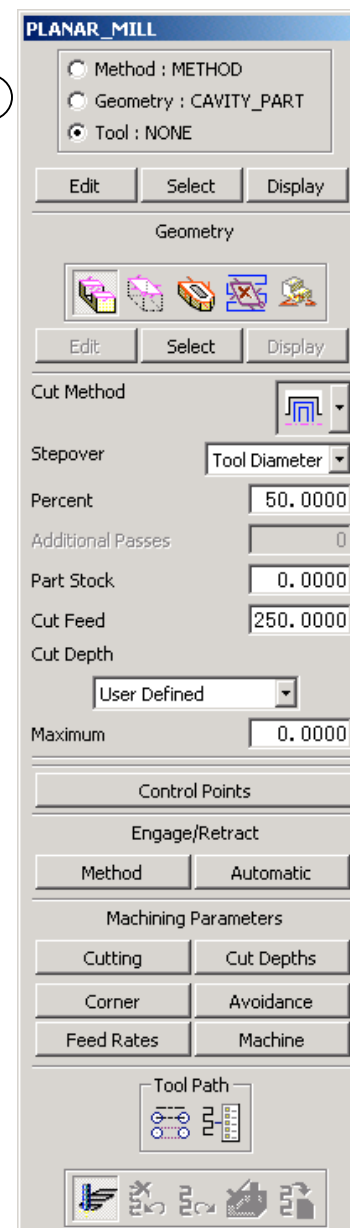 PLANAR_MILL
Method : METHOD
Geometry : CAVITY_PART
Tool : NONE
Edit Select Display
Geometry
Edit Select Display
Cut Method
Stepover Tool Diameter
Percent 50.0000
Additional Passes 0
Part Stock 0.0000
Cut Feed 250.0000
Cut Depth
User Defined
Maximum 0.0000
Control Points
Engage/Retract
Method Automatic
Machining Parameters
Cutting Cut Depths
Corner Avoidance
Feed Rates Machine
Tool Path